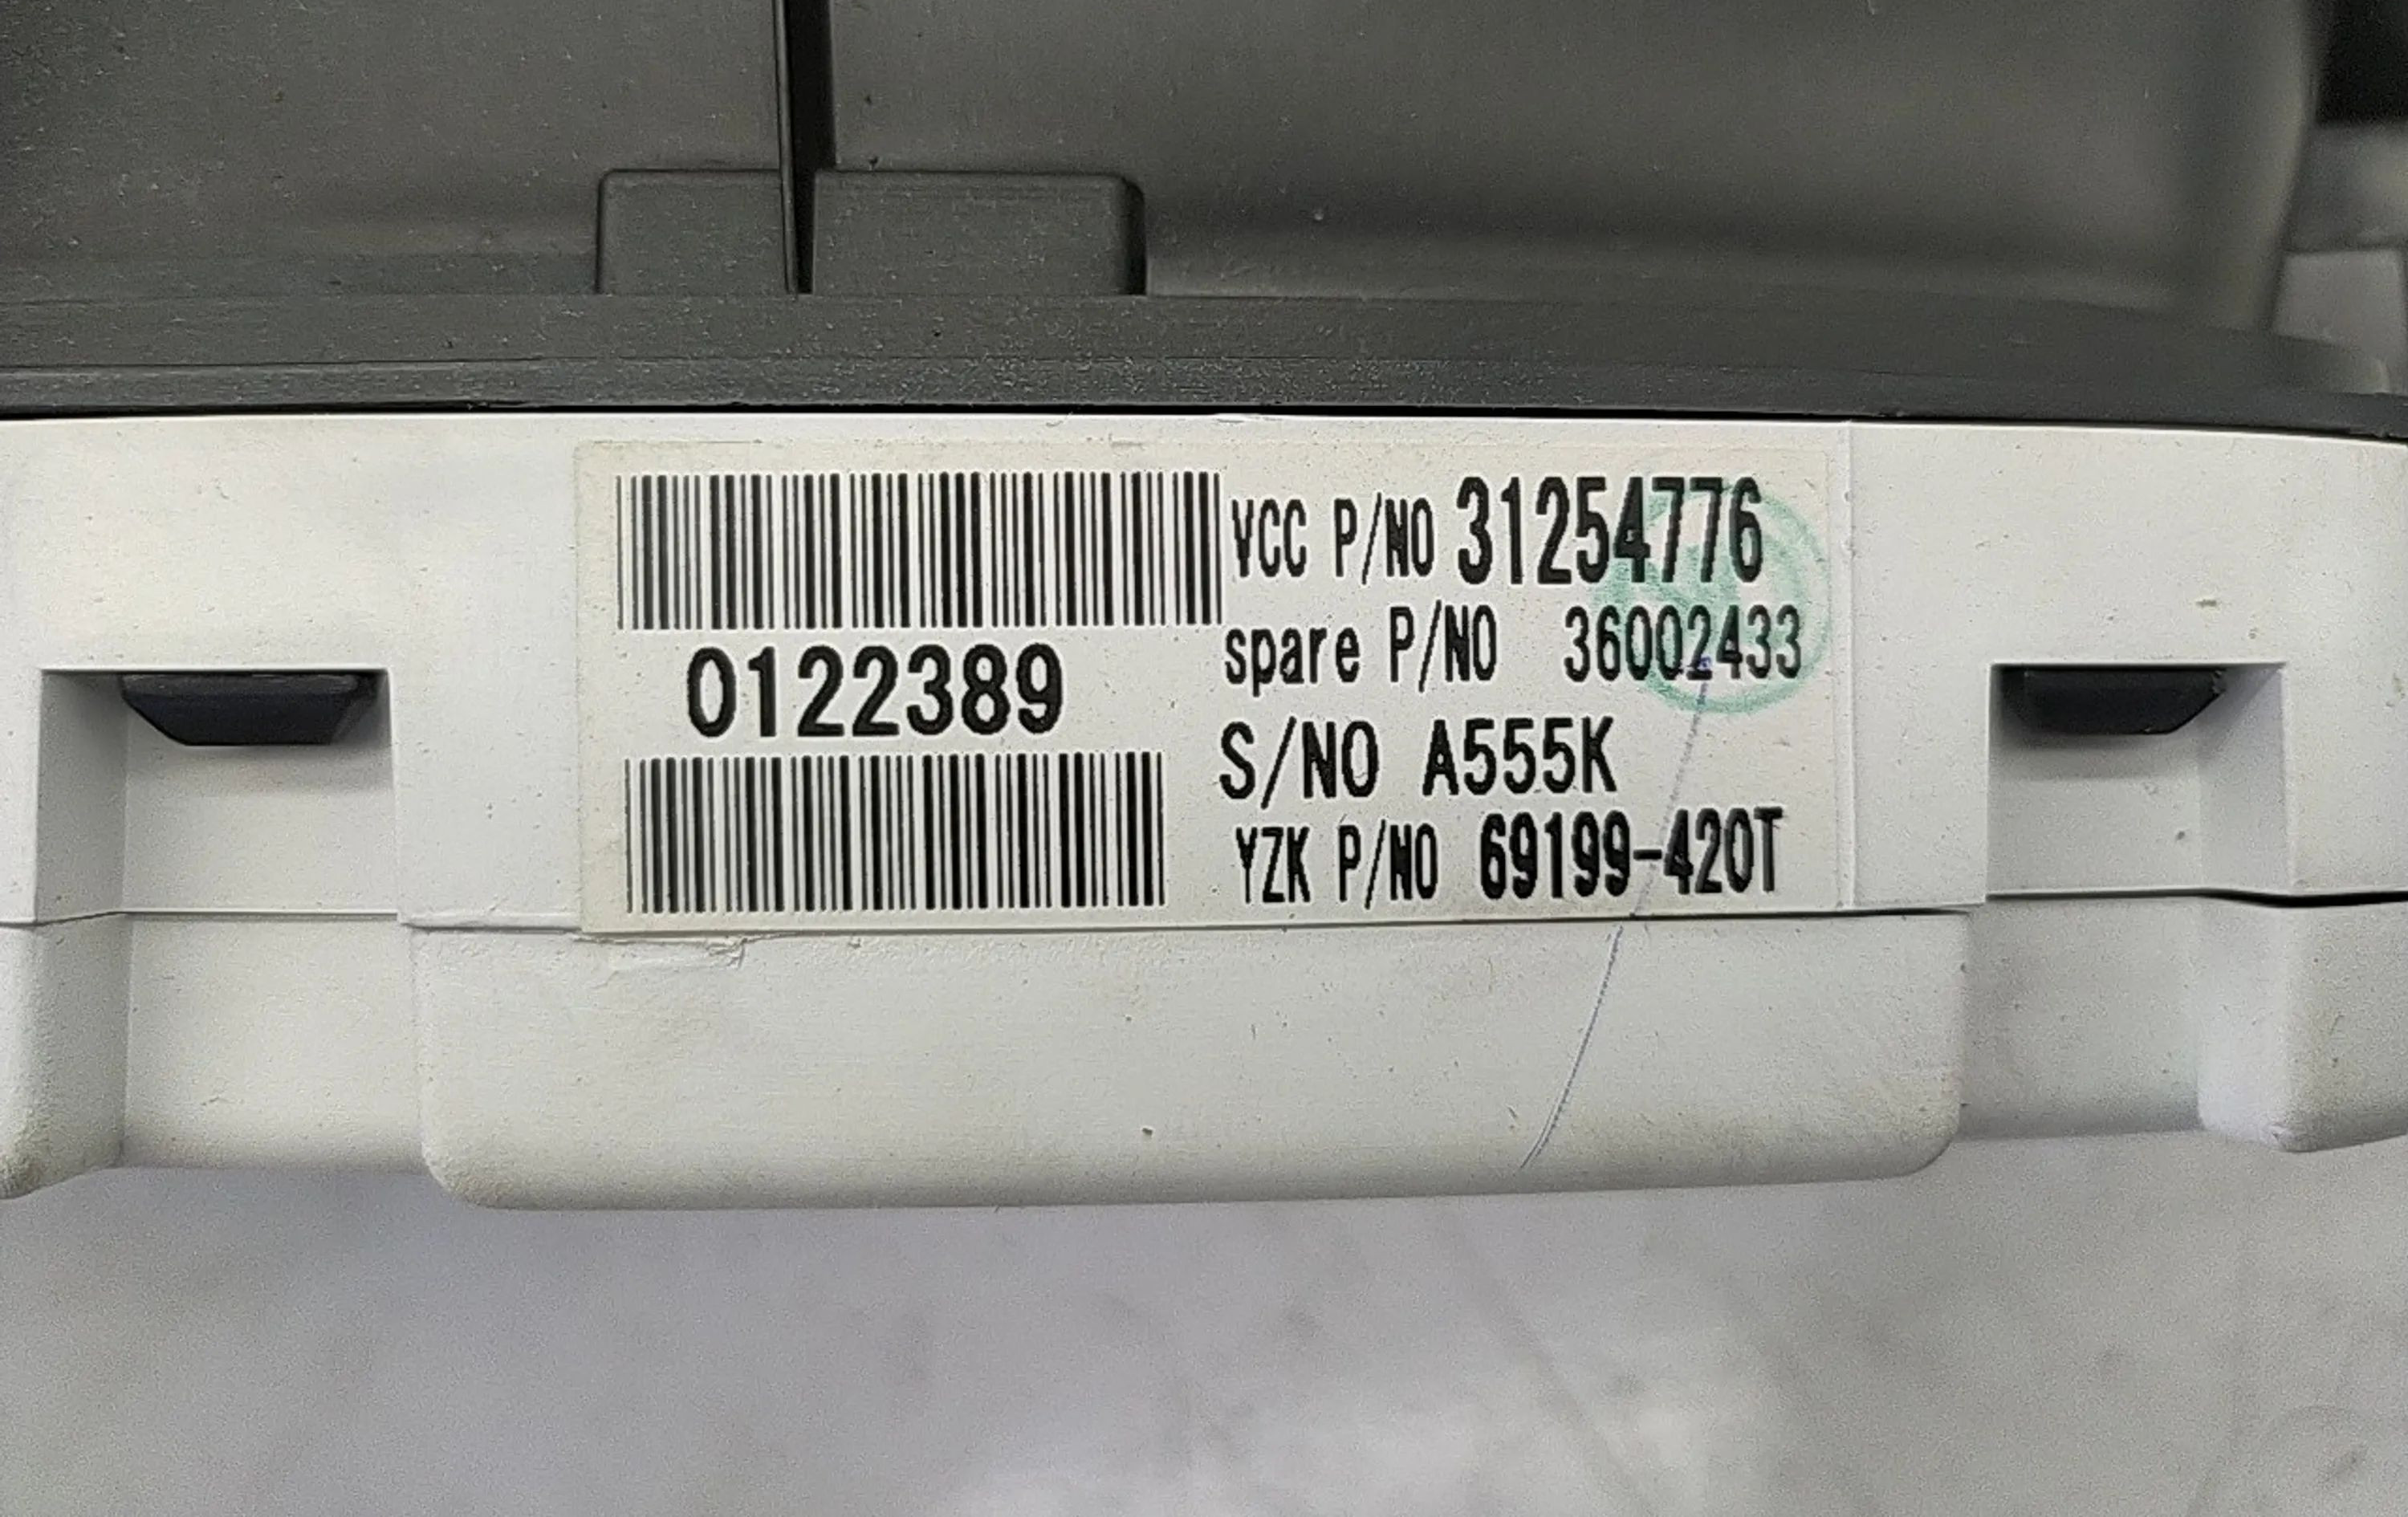 VCC P/NO 31254776
spare P/NO 36002433
0122389
S/NO A555K
YZK P/NO 69199-420T